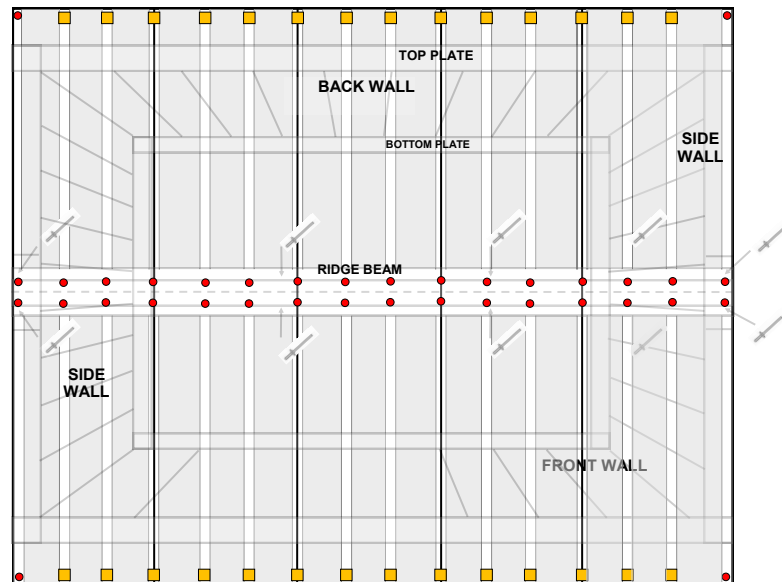 TOP PLATE
BACK WALL
BOTTOM PLATE
SIDE
WALL
RIDGE BEAM
SIDE
WALL
FRONT WALL